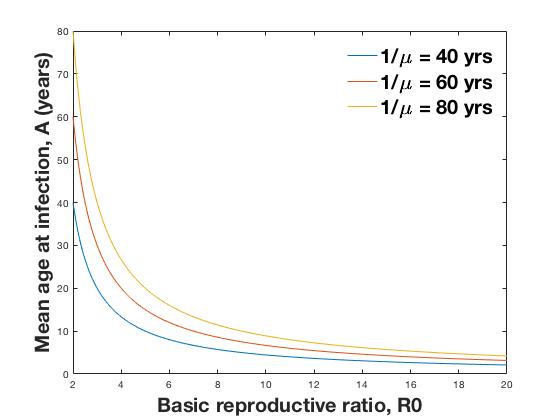 80
70
60
50
40
30
20
10
0
Mean age at infection, A (years)
1/μ = 40 yrs
1/μ = 60 yrs
1/μ = 80 yrs
2 4 6 8 10 12 14 16 18 20
Basic reproductive ratio, R0